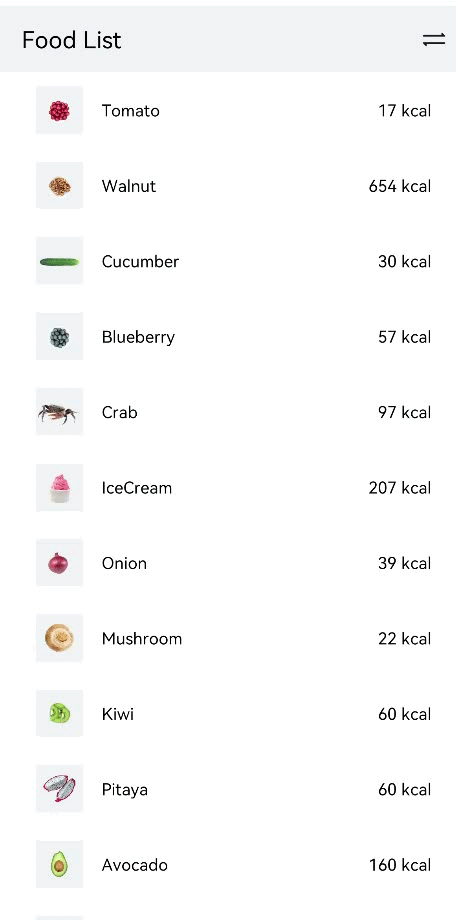 Food List
Tomato 17 kcal
Walnut 654 kcal
Cucumber 30 kcal
Blueberry 57 kcal
Crab 97 kcal
IceCream 207 kcal
Onion 39 kcal
Mushroom 22 kcal
Kiwi 60 kcal
Pitaya 60 kcal
Avocado 160 kcal